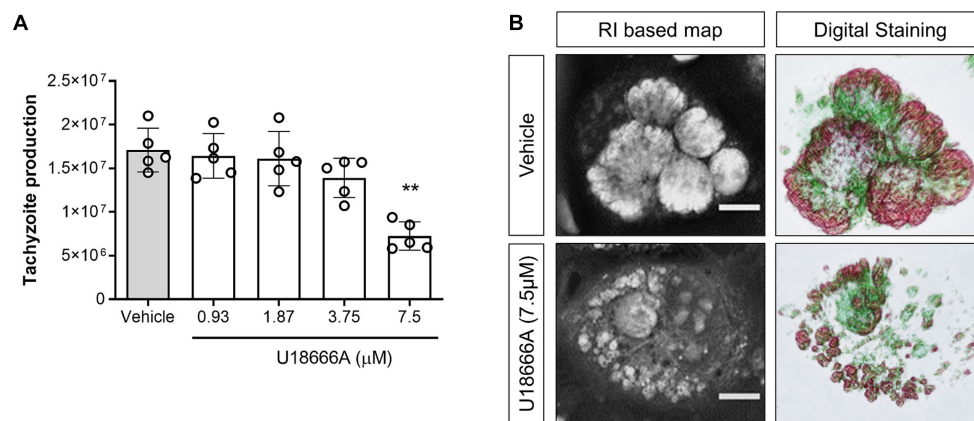 A
Tachyzoite production
2.5×10⁷
2×10⁷
1.5×10⁷
1×10⁷
5×10⁶
0
**
Vehicle
0.93
1.87
3.75
7.5
U18666A (μM)
B
RI based map
Digital Staining
Vehicle
U18666A (7.5μM)